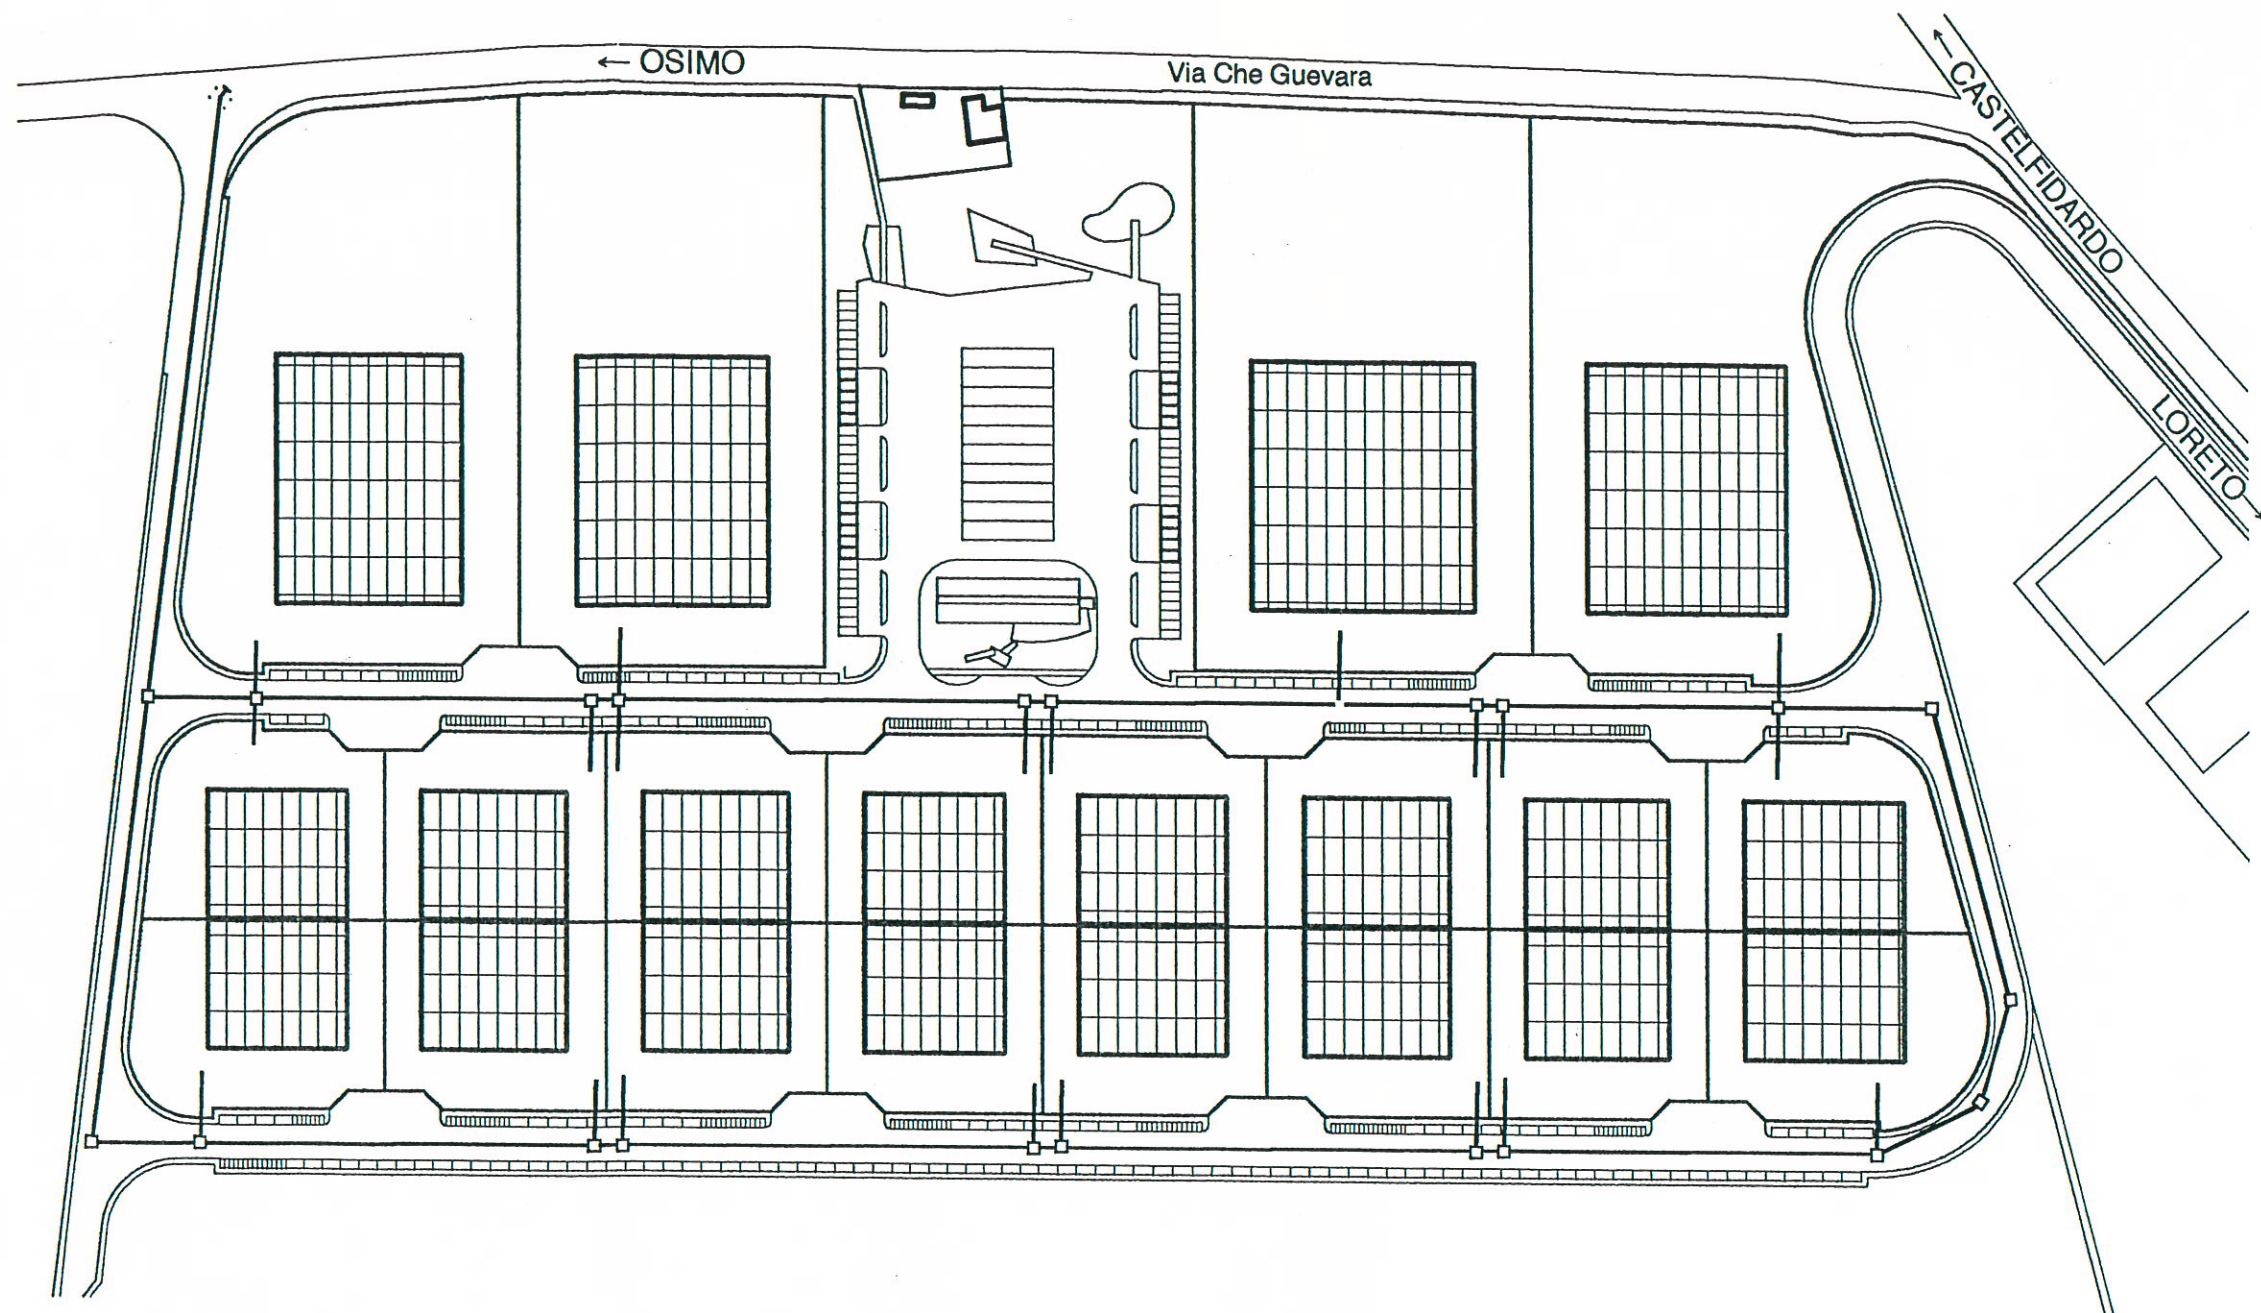 ← OSIMO
Via Che Guevara
← CASTELFIDARDO
LORETO →